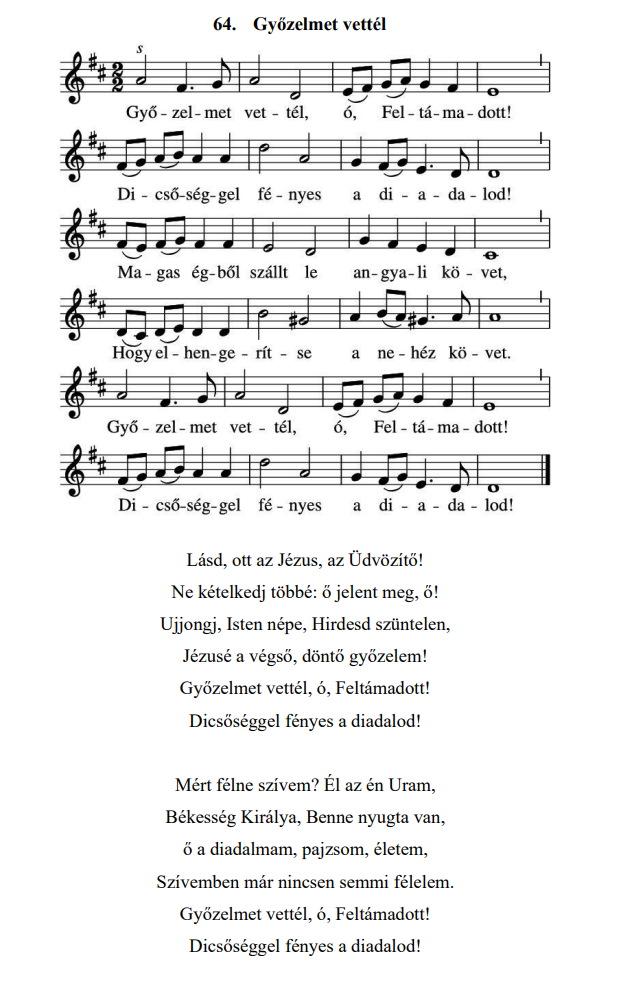 64. Győzelmet vettél
s
Győ-zel-met vet-tél, ó, Fel-tá-ma-dott!
Di-cső-ség-gel fé-nyes a di-a-da-lod!
Ma-gas ég-ből szállt le an-gya-li kö-vet,
Hogy el-hen-ge-rít-se a ne-héz kö-vet.
Győ-zel-met vet-tél, ó, Fel-tá-ma-dott!
Di-cső-ség-gel fé-nyes a di-a-da-lod!
Lásd, ott az Jézus, az Üdvözítő!
Ne kételkedj többé: ő jelent meg, ő!
Ujjongj, Isten népe, Hirdesd szüntelen,
Jézusé a végső, döntő győzelem!
Győzelmet vettél, ó, Feltámadott!
Dicsőséggel fényes a diadalod!
Mért félne szívem? Él az én Uram,
Békesség Királya, Benne nyugta van,
ő a diadalmam, pajzsom, életem,
Szívemben már nincsen semmi félelem.
Győzelmet vettél, ó, Feltámadott!
Dicsőséggel fényes a diadalod!